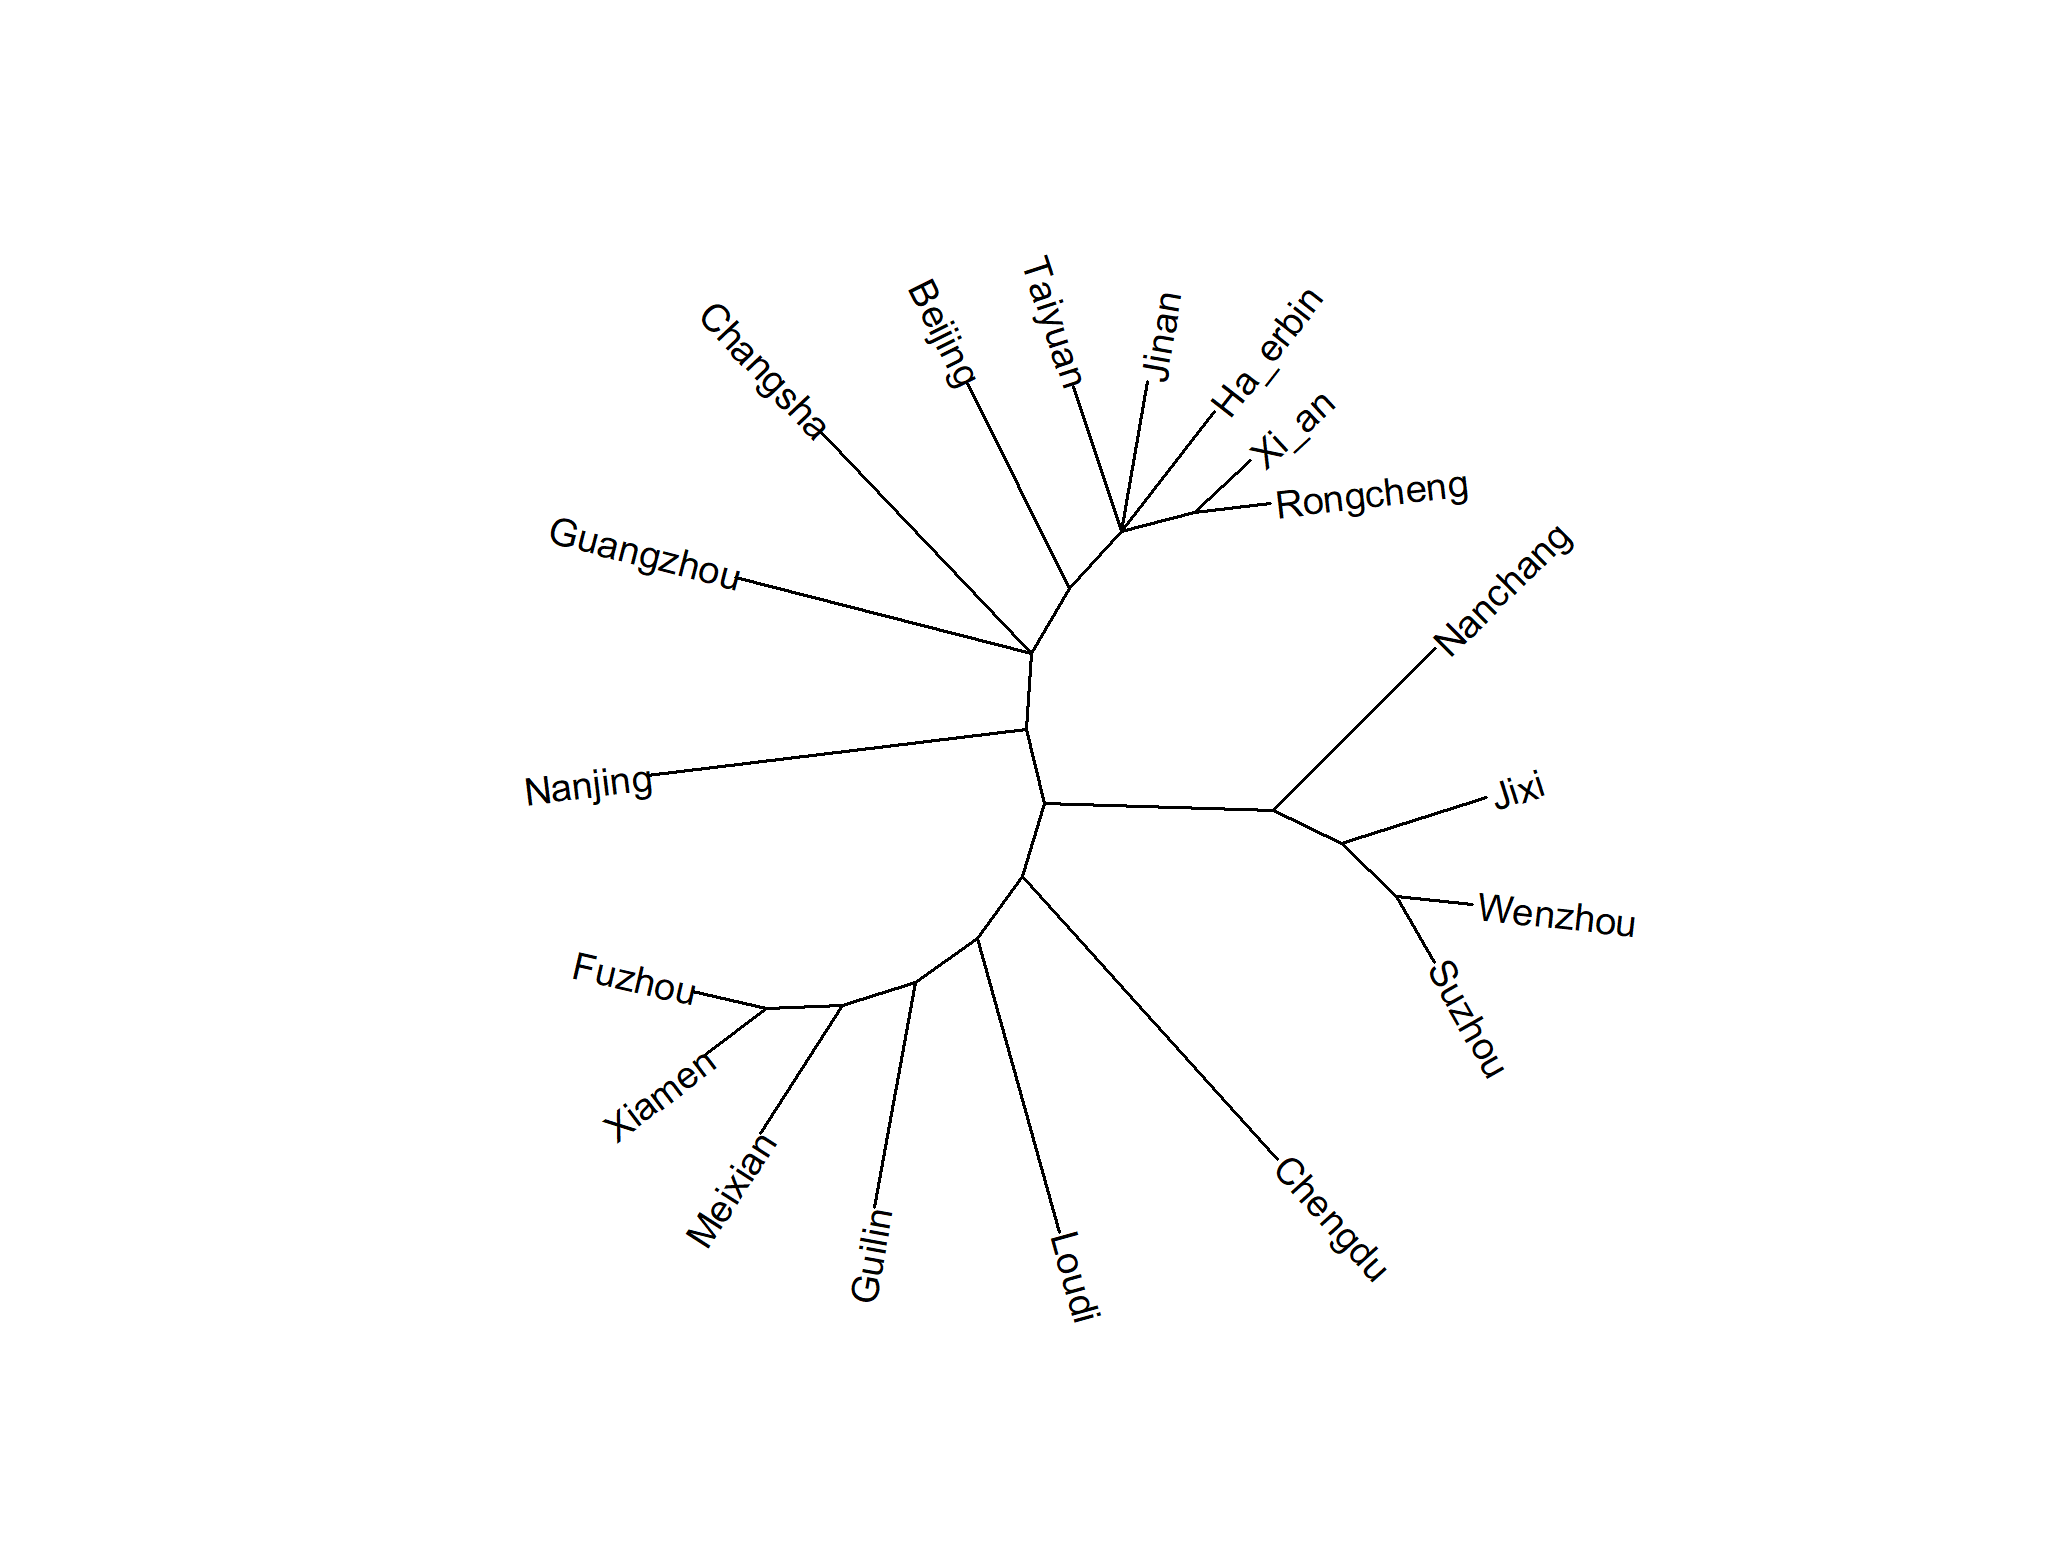 Taiyuan
Beijing
Jinan
Ha_erbin
Changsha
Xi_an
Rongcheng
Guangzhou
Nanchang
Nanjing
Jixi
Wenzhou
Fuzhou
Suzhou
Xiamen
Meixian
Guilin
Loudi
Chengdu